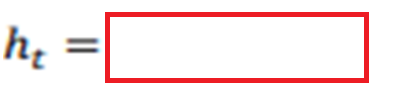 hₜ =